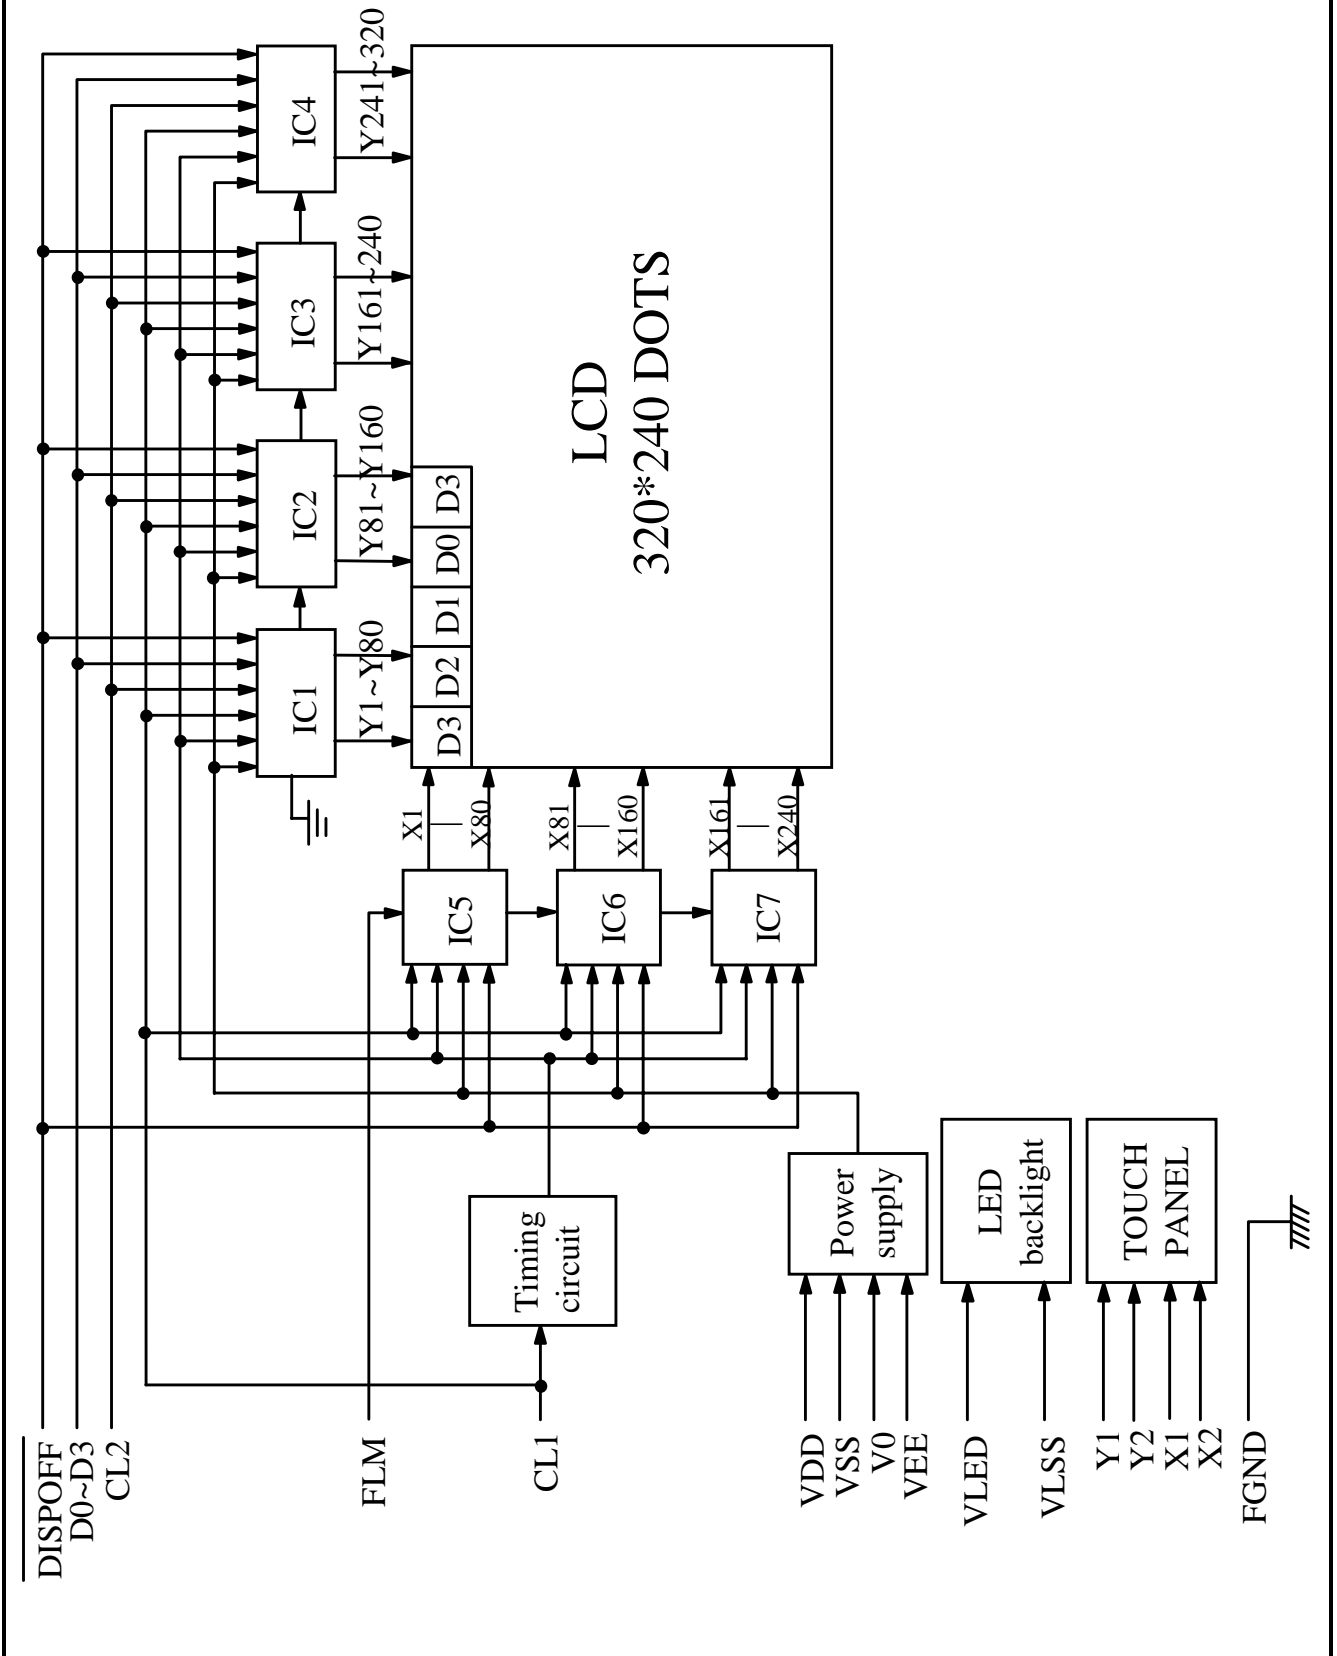 DISPOFF
D0~D3
CL2
FLM
CL1
VDD
VSS
V0
VEE
VLED
VLSS
Y1
Y2
X1
X2
FGND
Timing
circuit
Power
supply
LED
backlight
TOUCH
PANEL
IC5
IC6
IC7
X1
X80
X81
X160
X161
X240
IC1
IC2
IC3
IC4
Y1~Y80
Y81~Y160
Y161~240
Y241~320
D3
D2
D1
D0
D3
LCD
320*240 DOTS